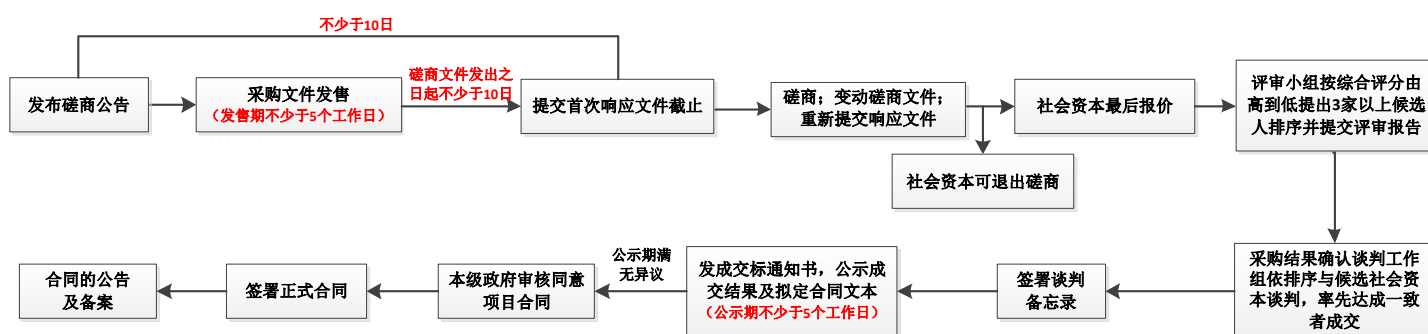 不少于10日
发布磋商公告
采购文件发售
（发售期不少于5个工作日）
磋商文件发出之
日起不少于10日
提交首次响应文件截止
磋商；变动磋商文件；
重新提交响应文件
社会资本可退出磋商
社会资本最后报价
评审小组按综合评分由
高到低提出3家以上候选
人排序并提交评审报告
采购结果确认谈判工作
组依排序与候选社会资
本谈判，率先达成一致
者成交
签署谈判
备忘录
发成交标通知书，公示成
交结果及拟定合同文本
（公示期不少于5个工作日）
公示期满
无异议
本级政府审核同意
项目合同
签署正式合同
合同的公告
及备案